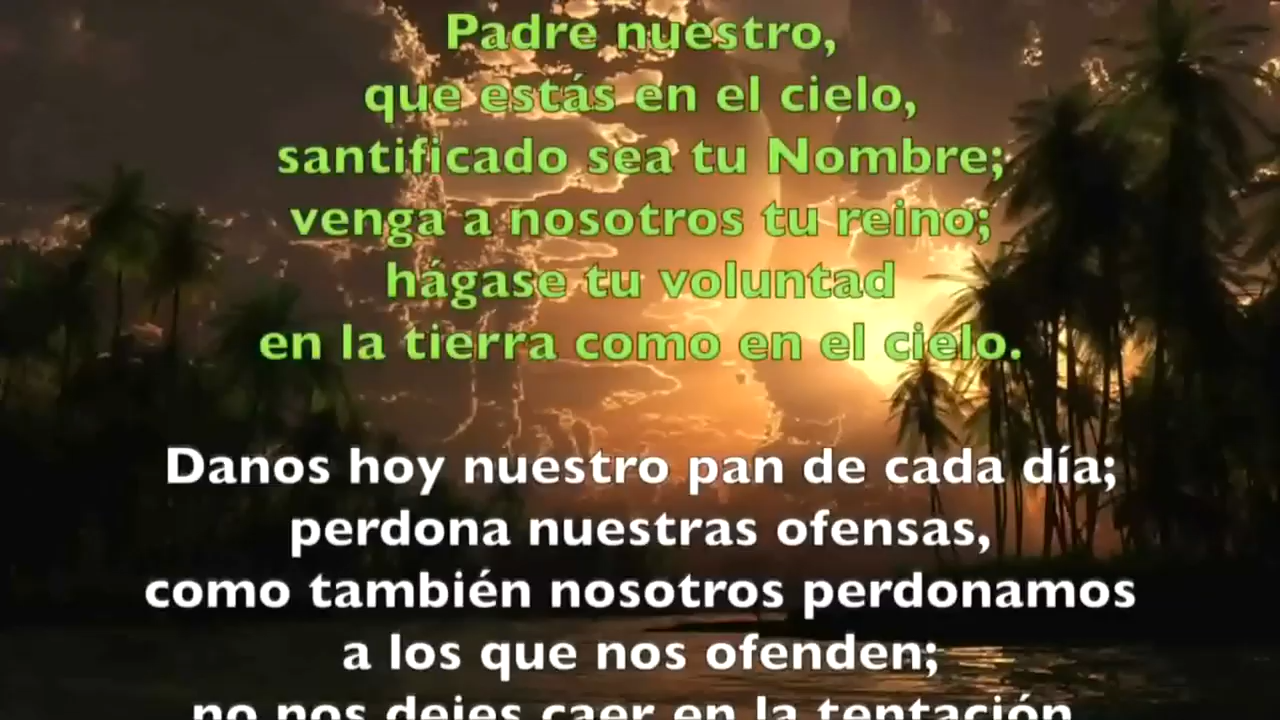 Padre nuestro,
que estás en el cielo,
santificado sea tu Nombre;
venga a nosotros tu reino;
hágase tu voluntad
en la tierra como en el cielo.
Danos hoy nuestro pan de cada día;
perdona nuestras ofensas,
como también nosotros perdonamos
a los que nos ofenden;
no nos dejes caer en la tentación